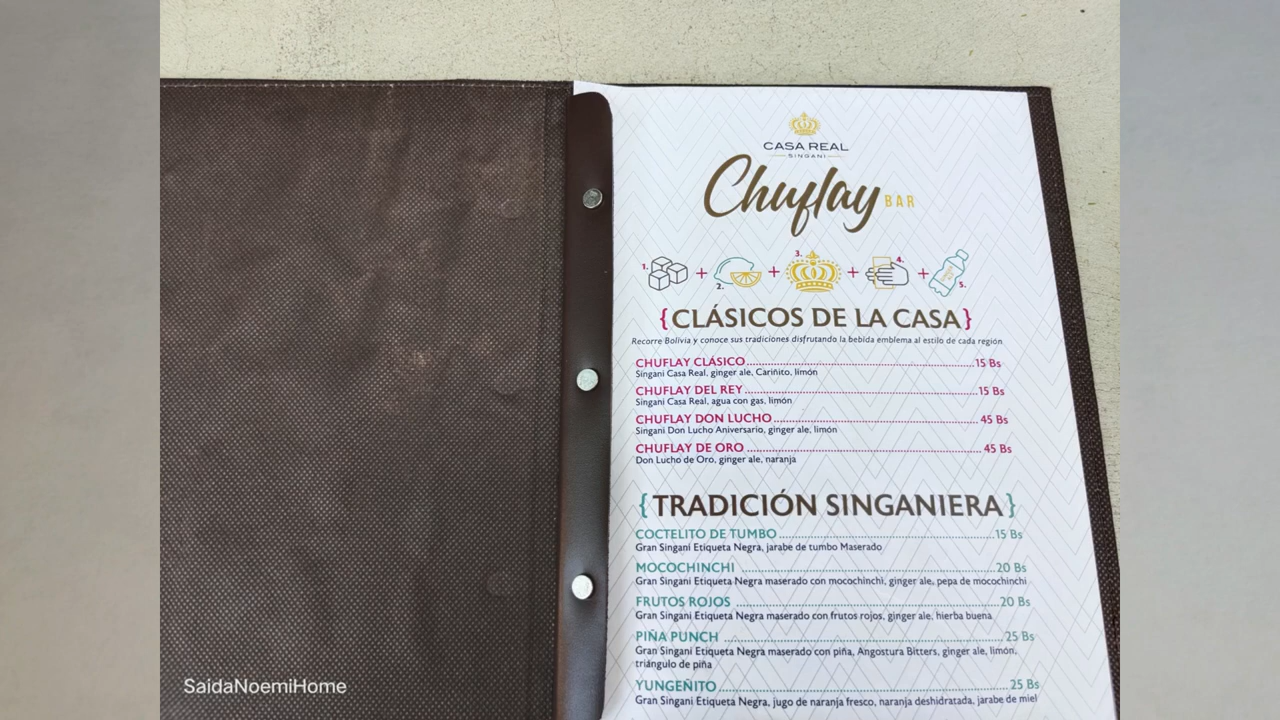 CASA REAL
SINGANI
Chuflay BAR
1. + 2. + 3. + 4. + 5.
{CLÁSICOS DE LA CASA}
Recorre Bolivia y conoce sus tradiciones disfrutando la bebida emblema al estilo de cada región
CHUFLAY CLÁSICO 15 Bs
Singani Casa Real, ginger ale, Cariñito, limón
CHUFLAY DEL REY 15 Bs
Singani Casa Real, agua con gas, limón
CHUFLAY DON LUCHO 45 Bs
Singani Don Lucho Aniversario, ginger ale, limón
CHUFLAY DE ORO 45 Bs
Don Lucho de Oro, ginger ale, naranja
{TRADICIÓN SINGANIERA}
COCTELITO DE TUMBO 15 Bs
Gran Singani Etiqueta Negra, jarabe de tumbo Maserado
MOCOCHINCHI 20 Bs
Gran Singani Etiqueta Negra maserado con mocochinchi, ginger ale, pepa de mocochinchi
FRUTOS ROJOS 20 Bs
Gran Singani Etiqueta Negra maserado con frutos rojos, ginger ale, hierba buena
PIÑA PUNCH 25 Bs
Gran Singani Etiqueta Negra maserado con piña, Angostura Bitters, ginger ale, limón,
triángulo de piña
YUNGEÑITO 25 Bs
Gran Singani Etiqueta Negra, jugo de naranja fresco, naranja deshidratada, jarabe de miel
SaidaNoemiHome